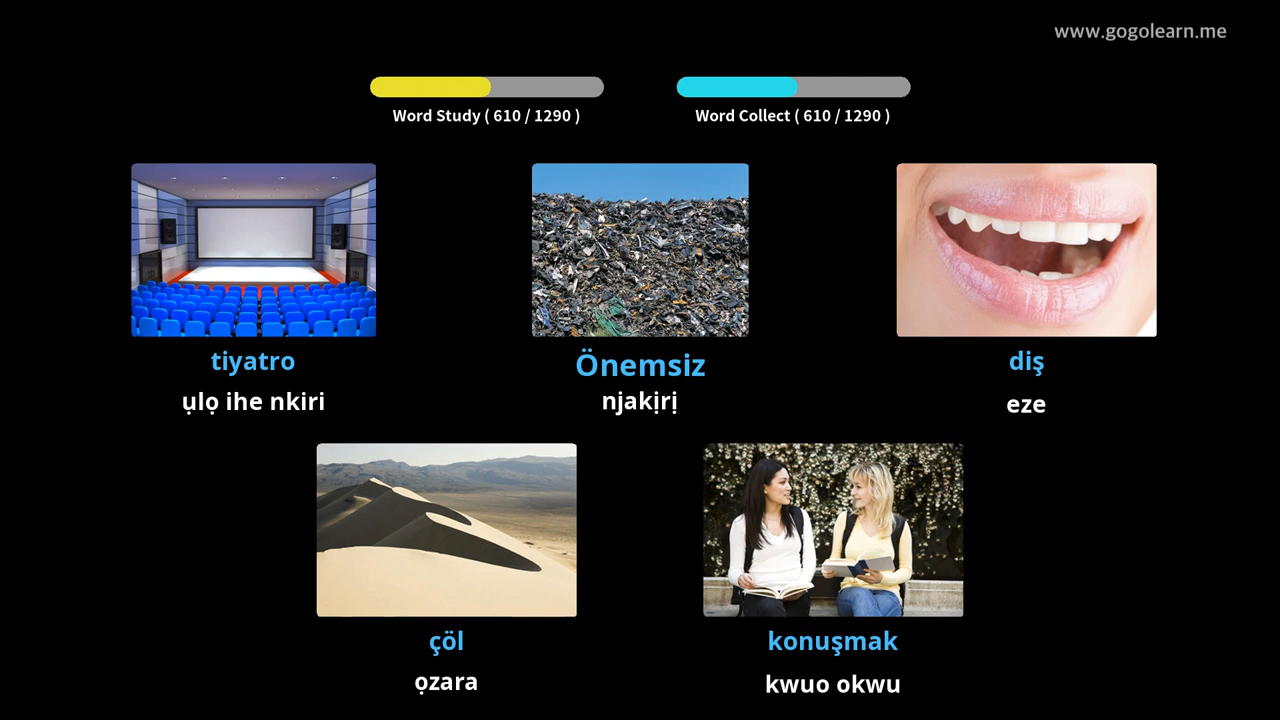 www.gogolearn.me
Word Study ( 610 / 1290 )
Word Collect ( 610 / 1290 )
tiyatro
ụlọ ihe nkiri
Önemsiz
njakịrị
diş
eze
çöl
ọzara
konuşmak
kwuo okwu